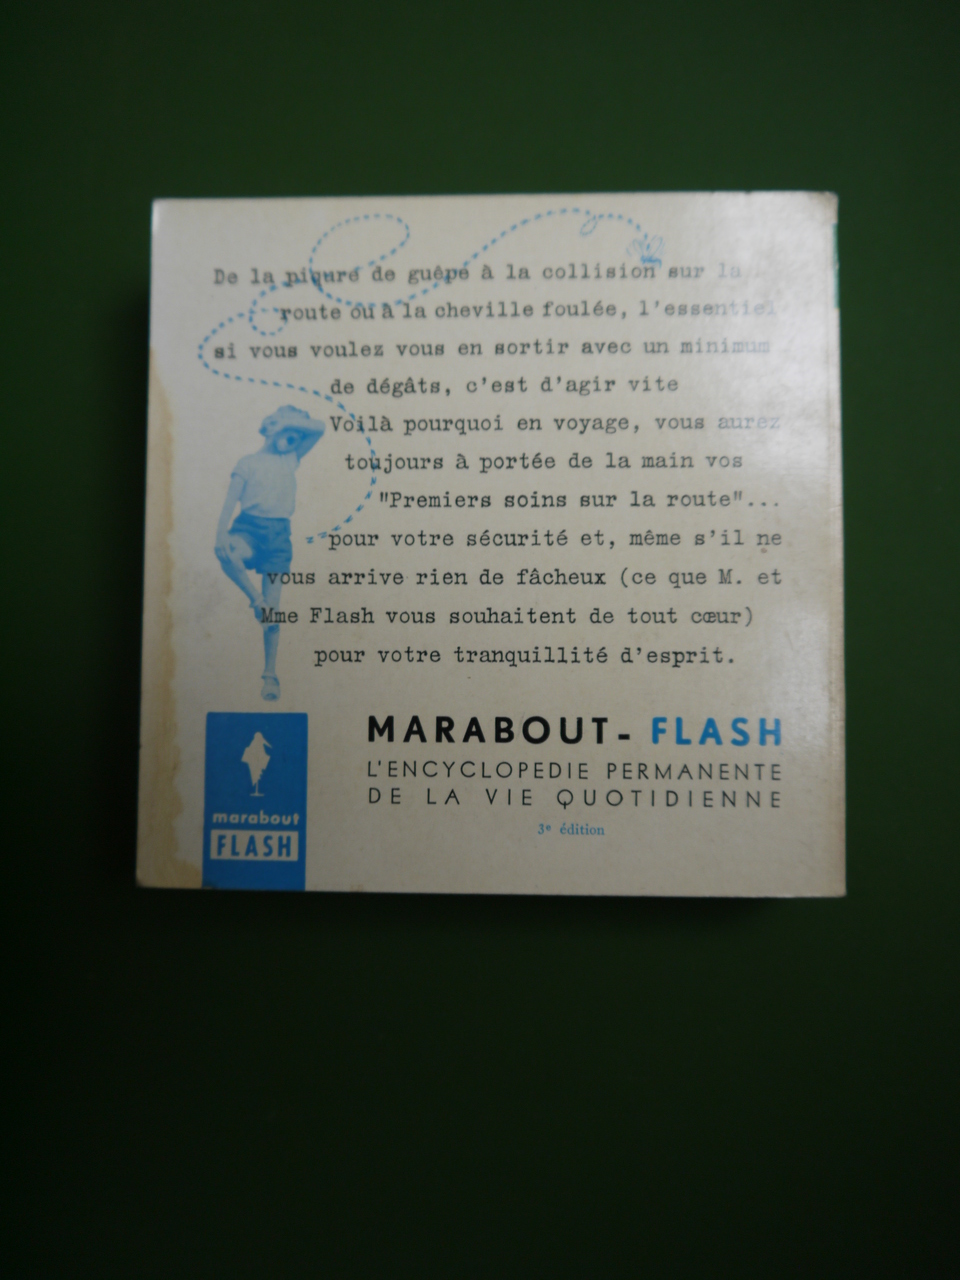 De la piqure de guêpe à la collision sur la
route ou à la cheville foulée, l'essentiel
si vous voulez vous en sortir avec un minimum
de dégâts, c'est d'agir vite
Voilà pourquoi en voyage, vous aurez
toujours à portée de la main vos
"Premiers soins sur la route"...
pour votre sécurité et, même s'il ne
vous arrive rien de fâcheux (ce que M. et
Mme Flash vous souhaitent de tout cœur)
pour votre tranquillité d'esprit.
MARABOUT- FLASH
L'ENCYCLOPEDIE PERMANENTE
DE LA VIE QUOTIDIENNE
3e édition
marabout
FLASH